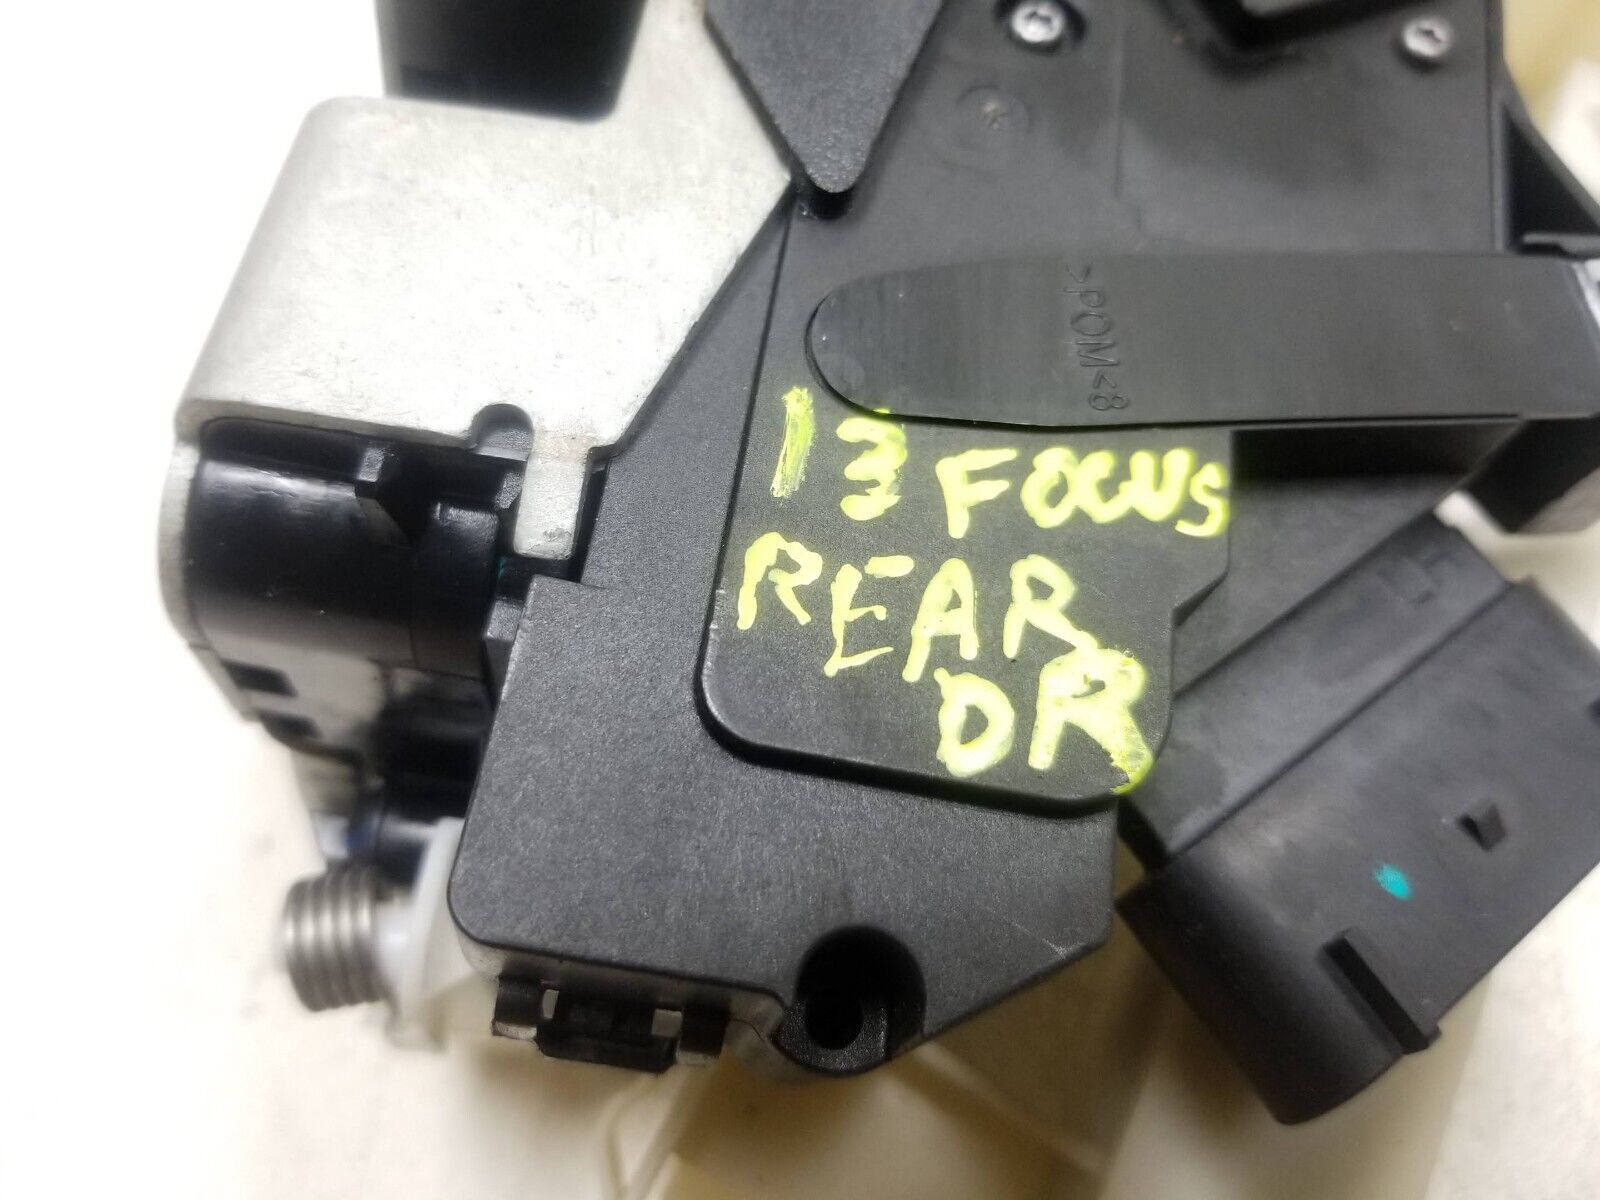 >POM<8
13 FOCUS
REAR
DR